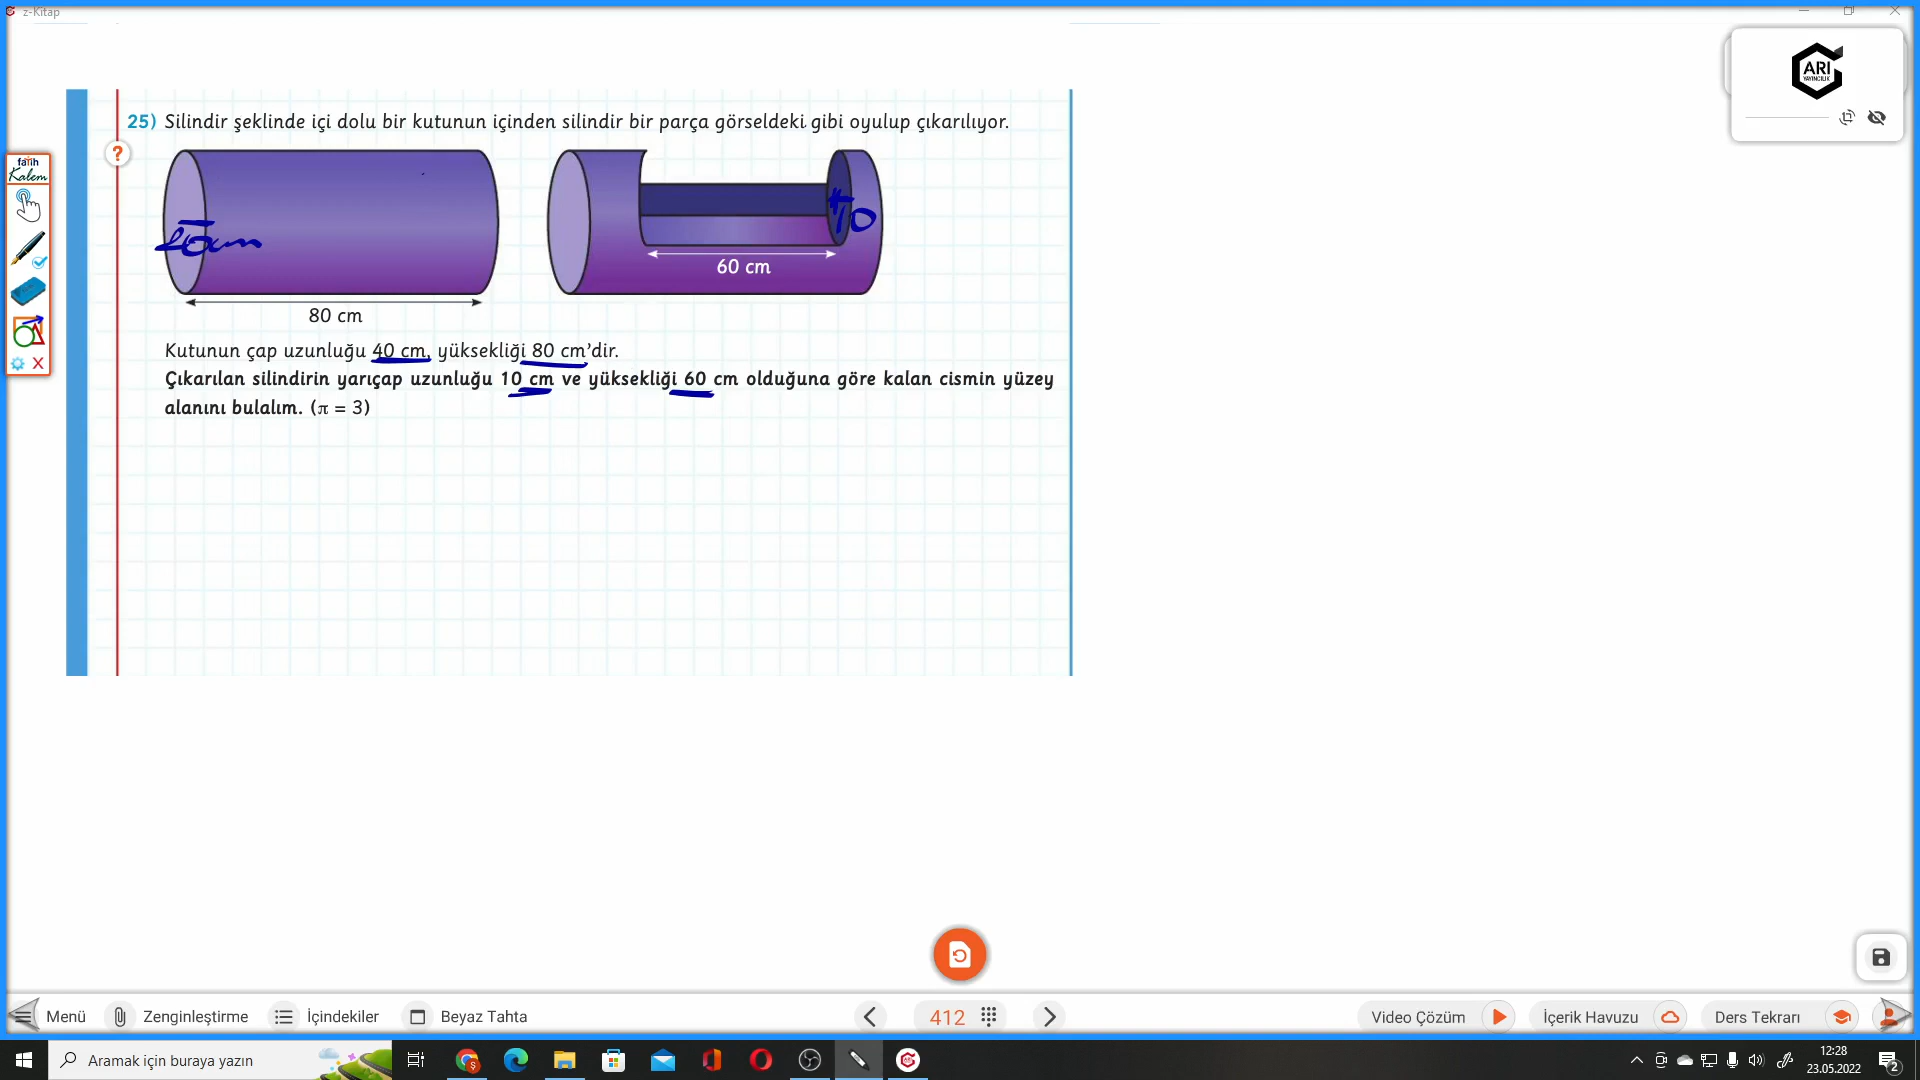 z-Kitap
ARI
YAYINCILIK
25) Silindir şeklinde içi dolu bir kutunun içinden silindir bir parça görseldeki gibi oyulup çıkarılıyor.
?
fatih
Kalem
10
60 cm
80 cm
Kutunun çap uzunluğu 40 cm, yüksekliği 80 cm'dir.
Çıkarılan silindirin yarıçap uzunluğu 10 cm ve yüksekliği 60 cm olduğuna göre kalan cismin yüzey
alanını bulalım. (π = 3)
Menü
Zenginleştirme
İçindekiler
Beyaz Tahta
412
Video Çözüm
İçerik Havuzu
Ders Tekrarı
Aramak için buraya yazın
12:28
23.05.2022
2